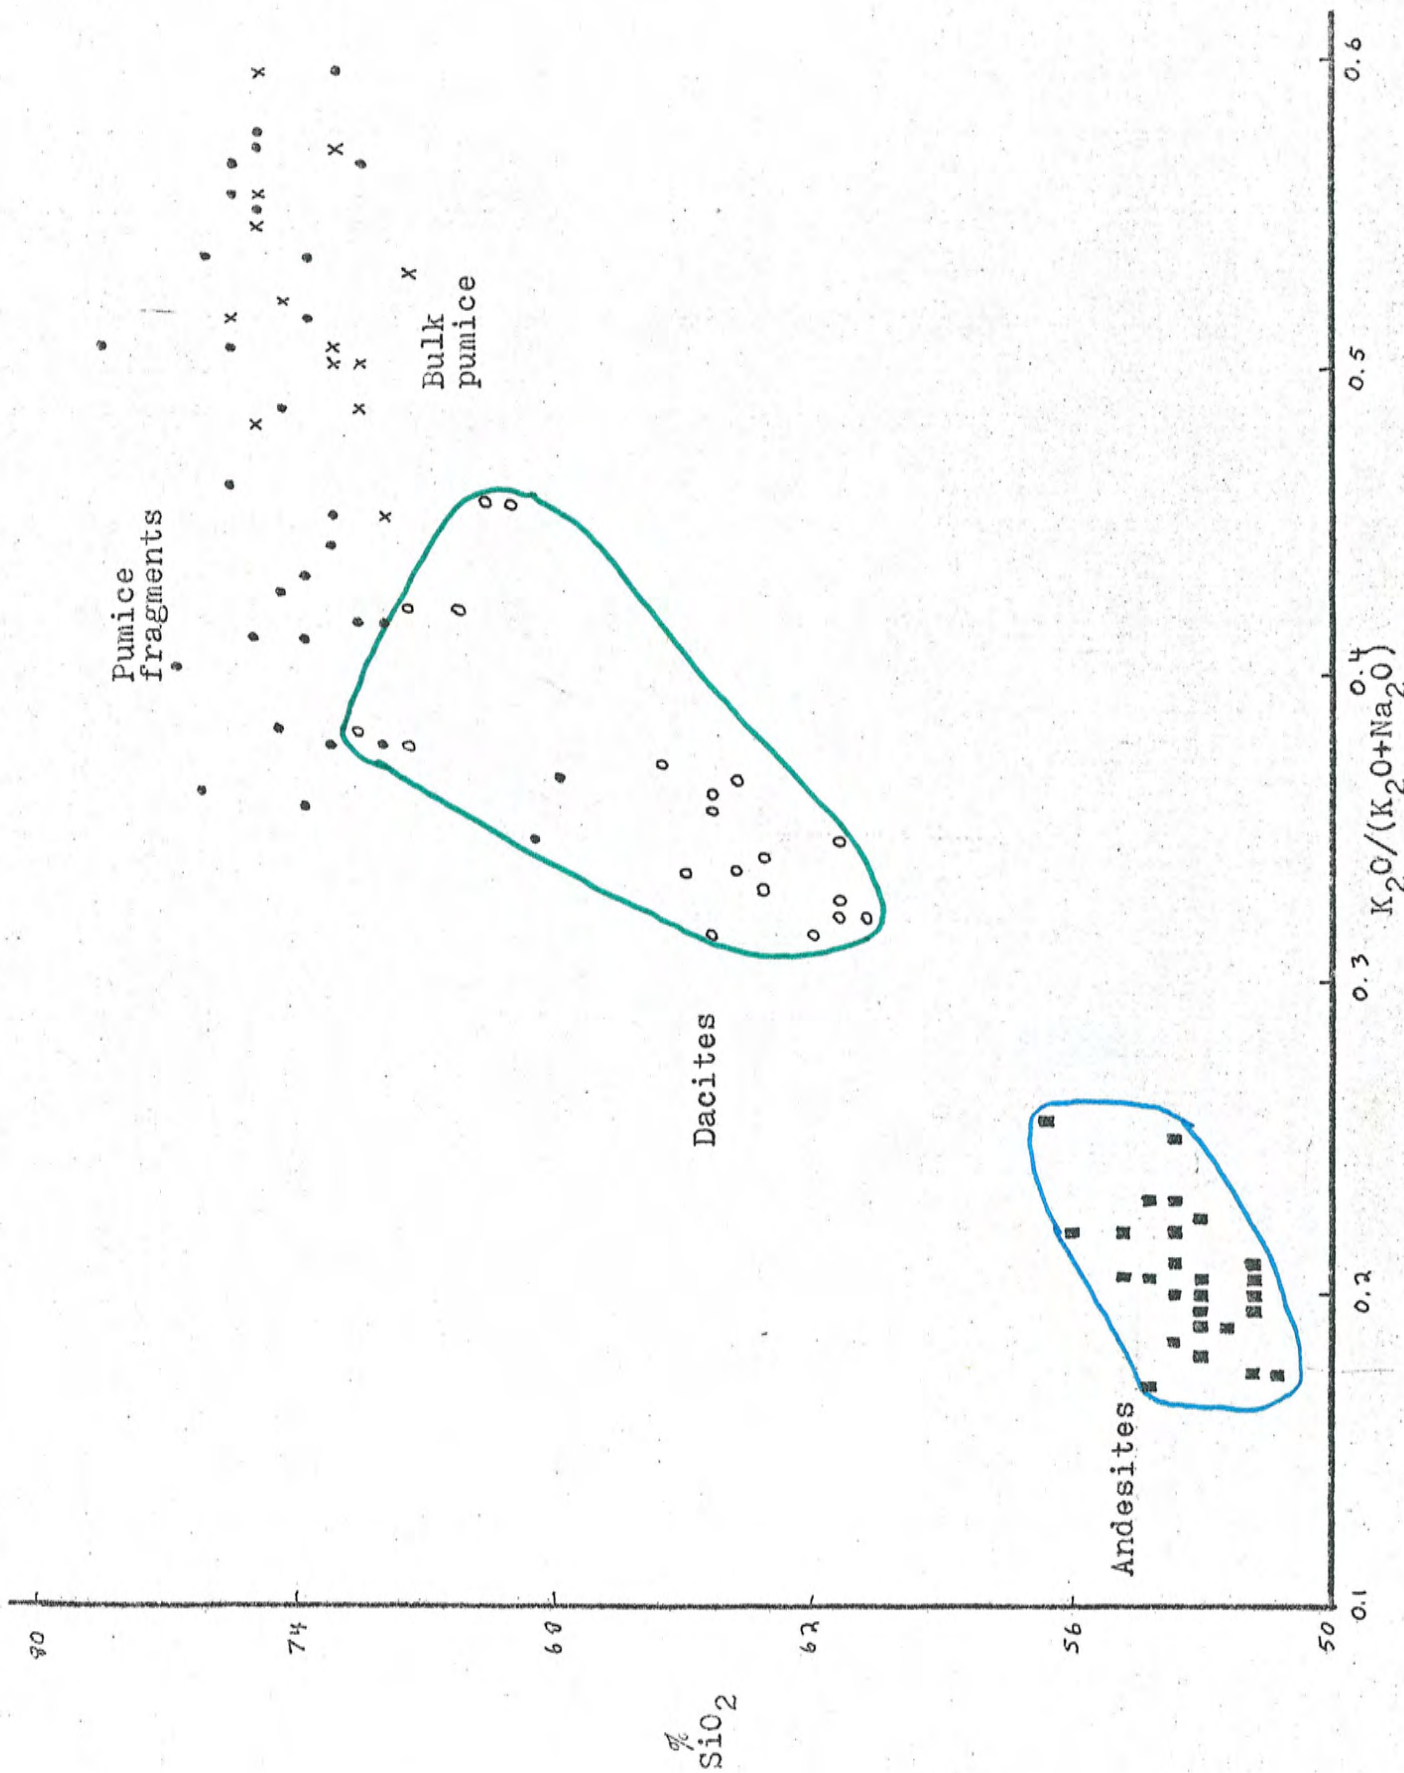 Pumice
fragments
Bulk
pumice
Dacites
Andesites
%
SiO2
80
74
68
62
56
50
0.1
0.2
0.3
0.4
0.5
0.6
K2O/(K2O+Na2O)